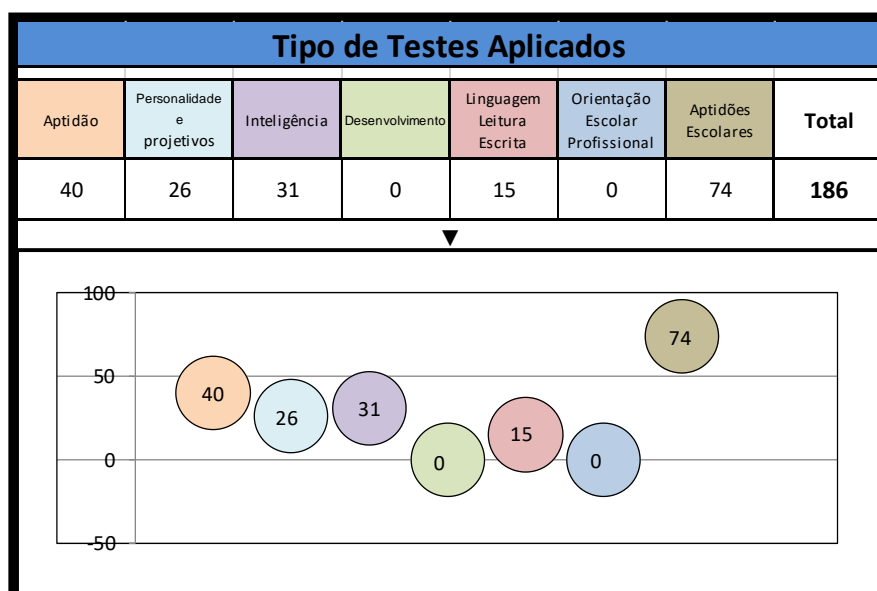 Tipo de Testes Aplicados
Aptidão
Personalidade
e
projetivos
Inteligência
Desenvolvimento
Linguagem
Leitura
Escrita
Orientação
Escolar
Profissional
Aptidões
Escolares
Total
40 26 31 0 15 0 74 186
▼
100
74
50
40
31
26
15
0
0
0
-50